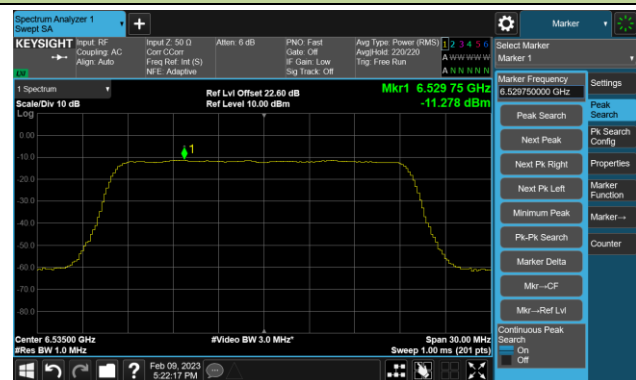 Spectrum Analyzer 1
Swept SA
+
Marker
KEYSIGHT
Input: RF
Coupling: AC
Align: Auto
Input Z: 50 Ω
Corr CCorr
Freq Ref: Int (S)
NFE: Adaptive
Atten: 6 dB
PNO: Fast
Gate: Off
IF Gain: Low
Sig Track: Off
Avg Type: Power (RMS)
Avg|Hold: 220/220
Trig: Free Run
1 2 3 4 5 6
A W W W W W
A N N N N N
LXI
Select Marker
Marker 1
1 Spectrum
Scale/Div 10 dB
Log
Ref Lvl Offset 22.60 dB
Ref Level 10.00 dBm
Mkr1 6.529 75 GHz
-11.278 dBm
0.00
-10.0
-20.0
-30.0
-40.0
-50.0
-60.0
-70.0
-80.0
1
Center 6.53500 GHz
#Res BW 1.0 MHz
#Video BW 3.0 MHz*
Span 30.00 MHz
Sweep 1.00 ms (201 pts)
Marker Frequency
6.529750000 GHz
Peak Search
Next Peak
Next Pk Right
Next Pk Left
Minimum Peak
Pk-Pk Search
Marker Delta
Mkr→CF
Mkr→Ref Lvl
Continuous Peak
Search
On
Off
Settings
Peak
Search
Pk Search
Config
Properties
Marker
Function
Marker→
Counter
?
Feb 09, 2023
5:22:17 PM